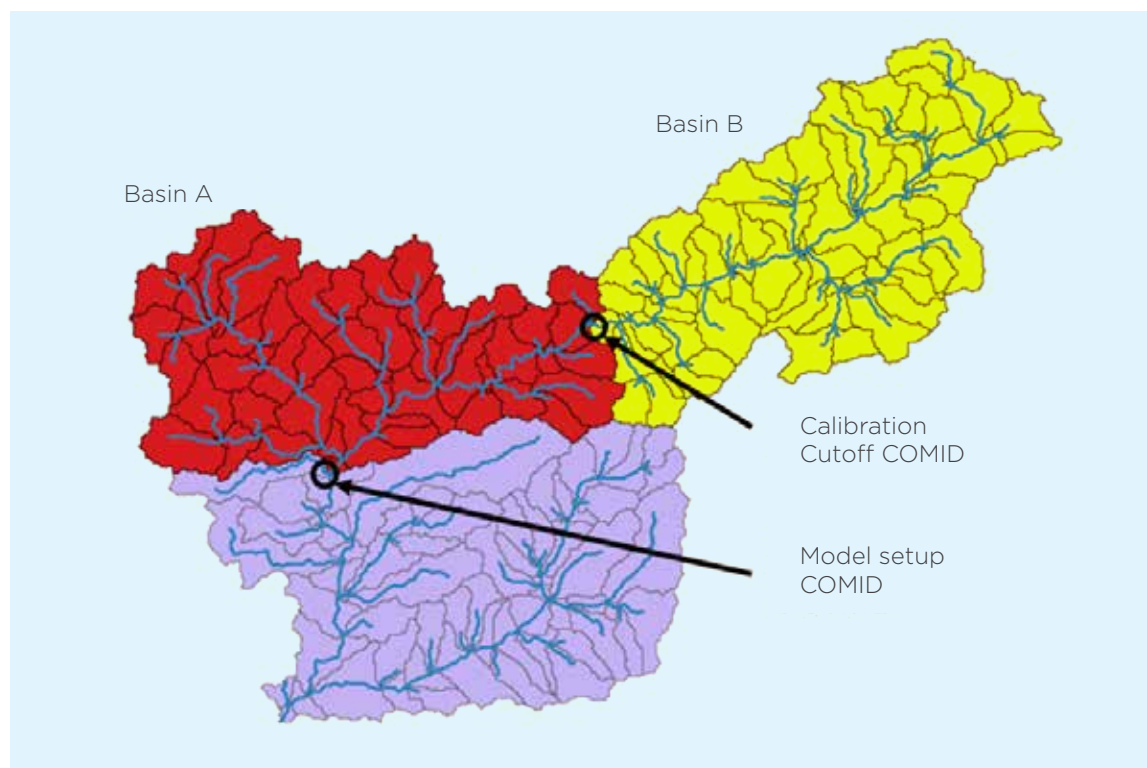 Basin B
Basin A
Calibration
Cutoff COMID
Model setup
COMID